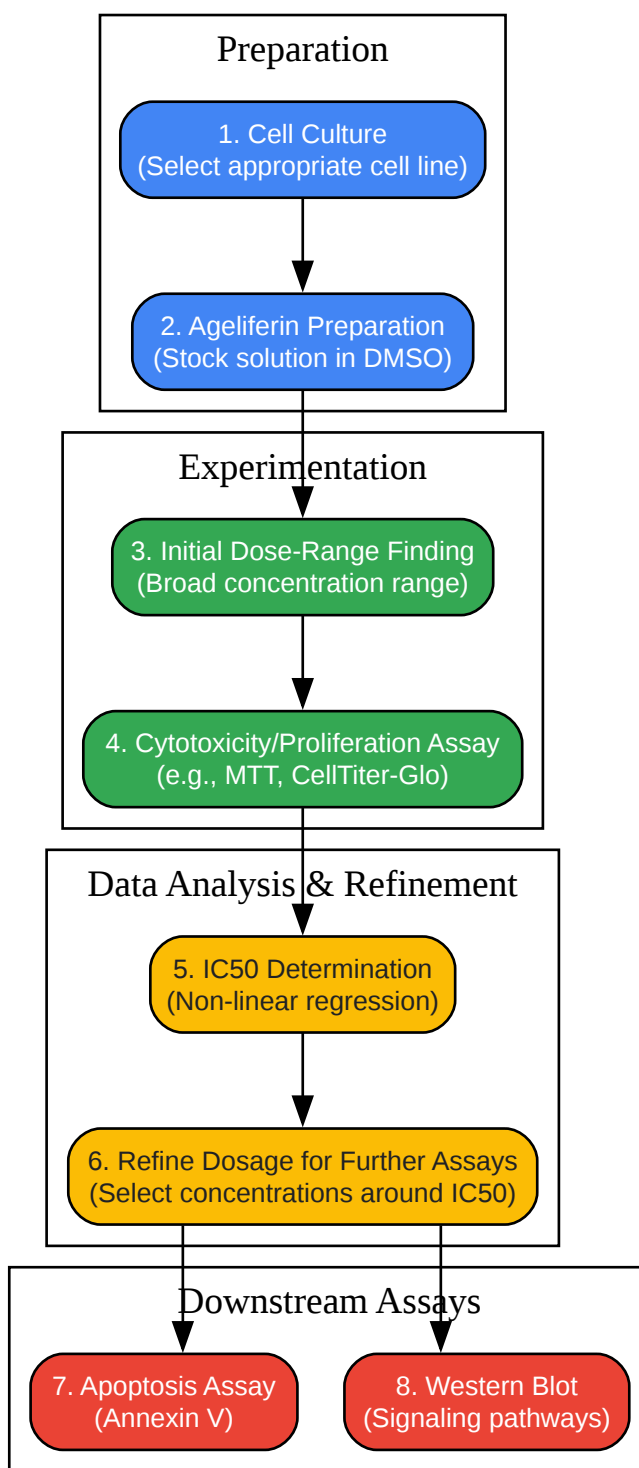 Preparation
1. Cell Culture
(Select appropriate cell line)
2. Ageliferin Preparation
(Stock solution in DMSO)
Experimentation
3. Initial Dose-Range Finding
(Broad concentration range)
4. Cytotoxicity/Proliferation Assay
(e.g., MTT, CellTiter-Glo)
Data Analysis & Refinement
5. IC50 Determination
(Non-linear regression)
6. Refine Dosage for Further Assays
(Select concentrations around IC50)
Downstream Assays
7. Apoptosis Assay
(Annexin V)
8. Western Blot
(Signaling pathways)